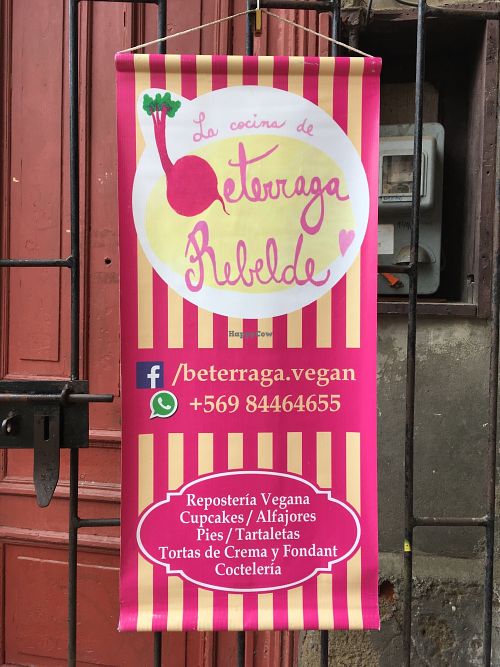 La cocina de
Beterraga
Rebelde
HappyCow
f /beterraga.vegan
+569 84464655
Repostería Vegana
Cupcakes / Alfajores
Pies / Tartaletas
Tortas de Crema y Fondant
Coctelería